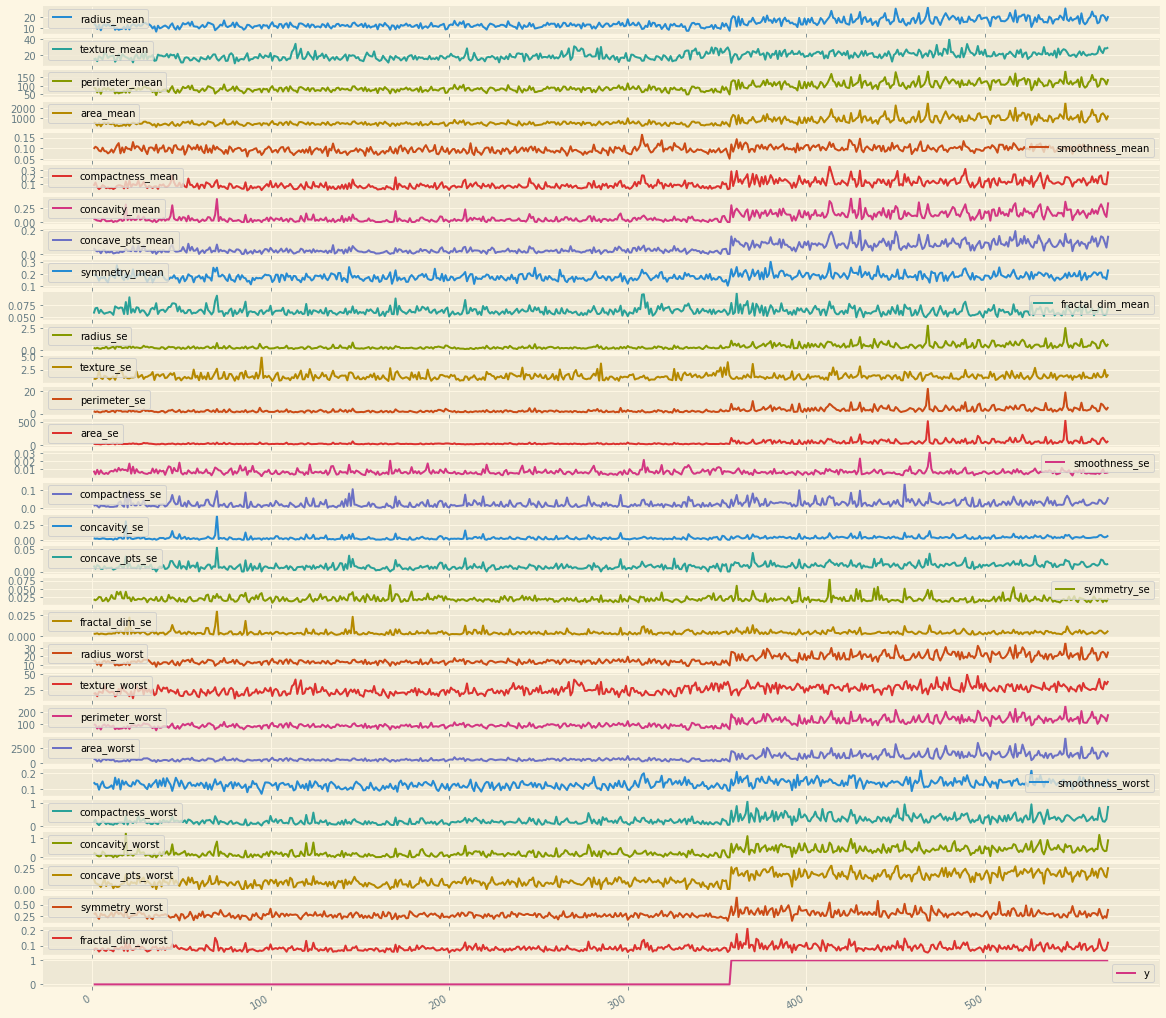 20 radius_mean
10
40
texture_mean
20
150 perimeter_mean
100
50
2000 area_mean
1000
0.15
0.10 smoothness_mean
0.05
0.3 compactness_mean
0.2
0.1
0.25 concavity_mean
0.00
0.2 concave_pts_mean
0.0
0.3 symmetry_mean
0.2
0.1
0.075 fractal_dim_mean
0.050
2.5 radius_se
0.0
5.0 texture_se
2.5
20 perimeter_se
0
500 area_se
0
0.03
0.02 smoothness_se
0.01
0.1 compactness_se
0.0
0.25 concavity_se
0.00
0.05 concave_pts_se
0.00
0.075
0.050 symmetry_se
0.025
0.025 fractal_dim_se
0.000
30 radius_worst
20
10
50 texture_worst
25
200 perimeter_worst
100
2500 area_worst
0
0.2 smoothness_worst
0.1
1 compactness_worst
0
1 concavity_worst
0
0.25 concave_pts_worst
0.00
0.50 symmetry_worst
0.25
0.2 fractal_dim_worst
0.1
1 y
0
0 100 200 300 400 500